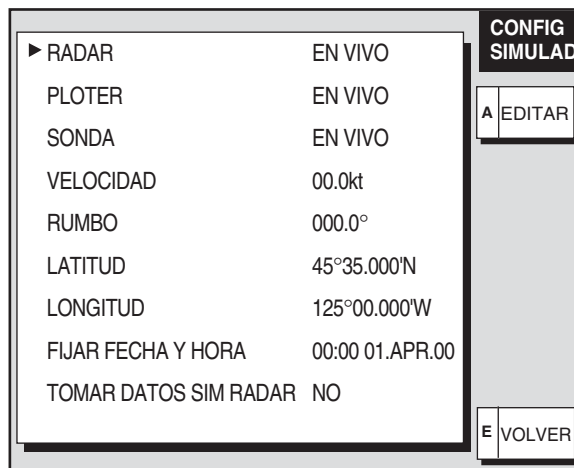 RADAR EN VIVO
PLOTER EN VIVO
SONDA EN VIVO
VELOCIDAD 00.0kt
RUMBO 000.0°
LATITUD 45°35.000'N
LONGITUD 125°00.000'W
FIJAR FECHA Y HORA 00:00 01.APR.00
TOMAR DATOS SIM RADAR NO
CONFIG
SIMULAD
A EDITAR
E VOLVER